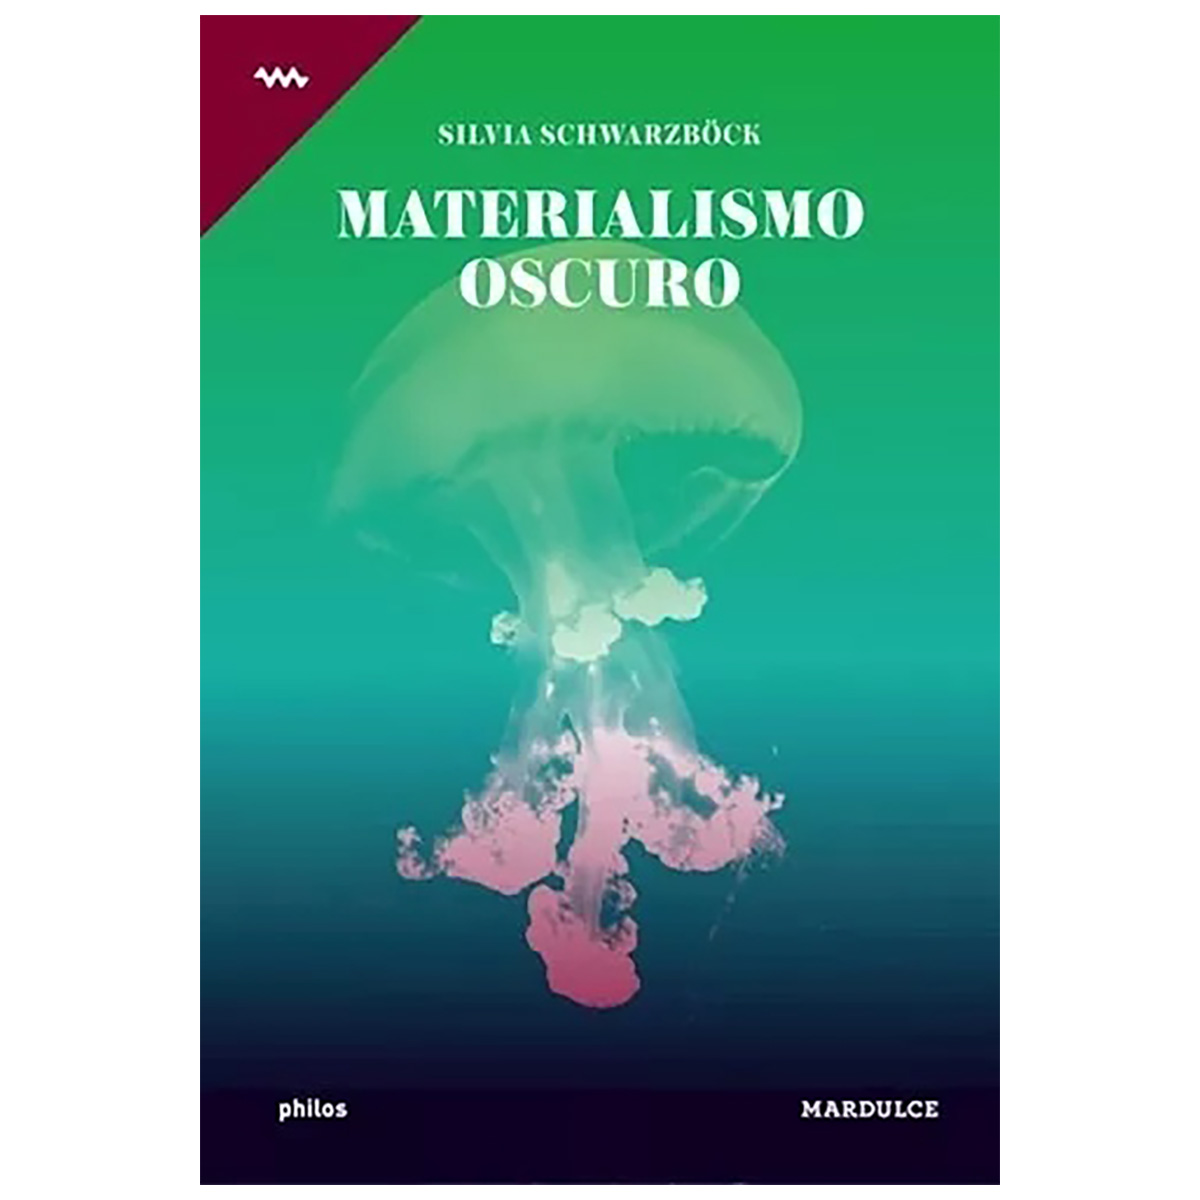 SILVIA SCHWARZBÖCK
MATERIALISMO
OSCURO
philos
MARDULCE